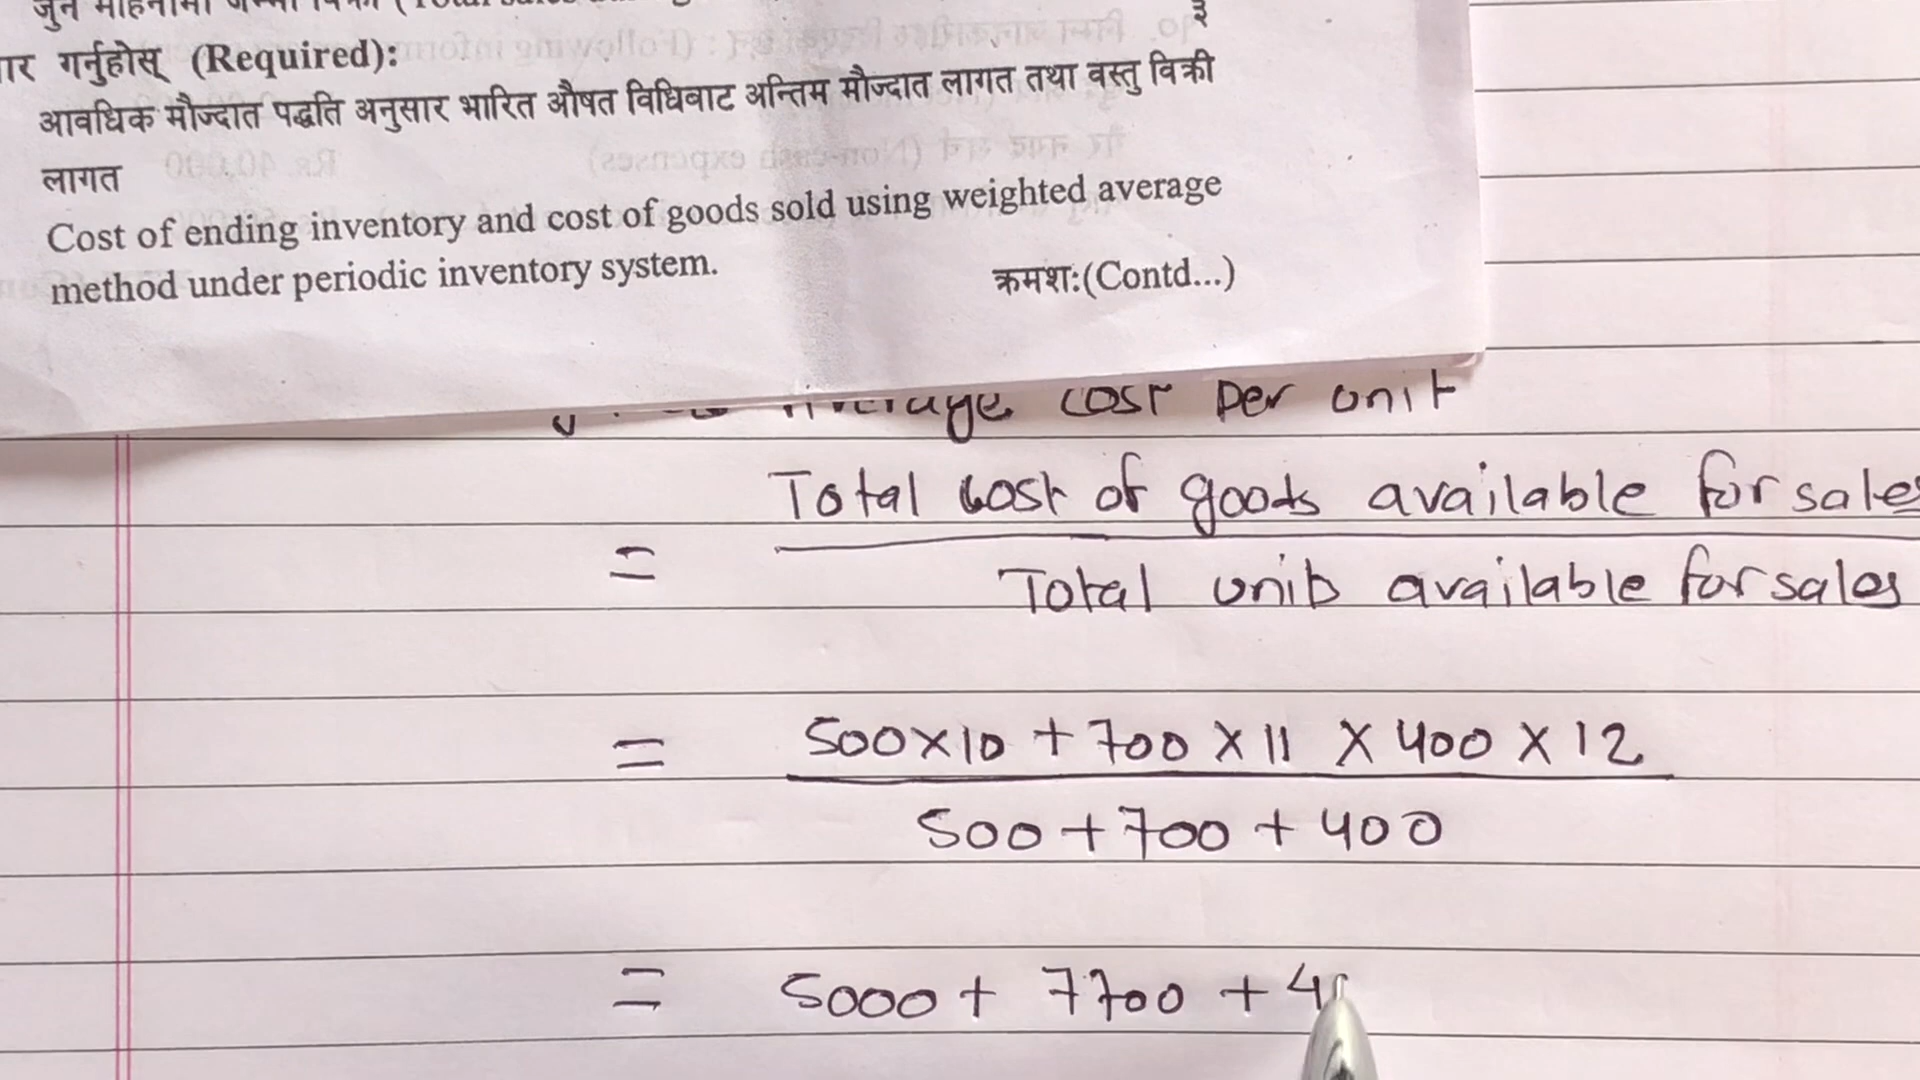 गर्नुहोस् (Required):
३
आवधिक मौज्दात पद्धति अनुसार भारित औषत विधिबाट अन्तिम मौज्दात लागत तथा वस्तु विक्री
लागत
Cost of ending inventory and cost of goods sold using weighted average
method under periodic inventory system.
क्रमश:(Contd...)
cost per unit
Total cost of goods available for sales
=
Total units available for sales
= 500×10 + 700 × 11 × 400 × 12
500 + 700 + 400
= 5000 + 7700 + 4